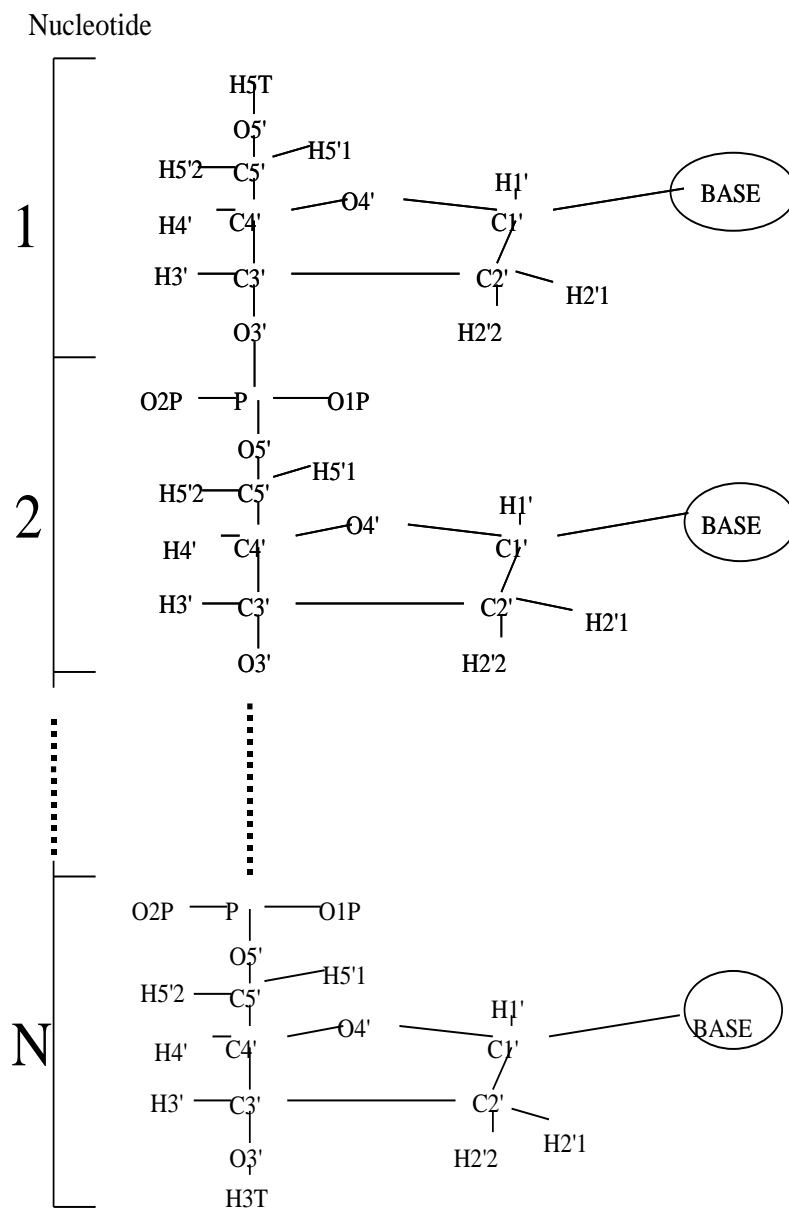 Nucleotide
H5T
O5'
H5'1
H5'2 C5'
H1' BASE
O4'
1 H4' C4' C1'
H3' C3' C2'
H2'1
O3' H2'2
O2P P O1P
O5'
H5'1
H5'2 C5'
2 H1' BASE
O4'
H4' C4' C1'
H3' C3' C2'
H2'1
O3' H2'2
O2P P O1P
O5'
H5'1
H5'2 C5'
H1'
O4' BASE
N H4' C4' C1'
H3' C3' C2'
H2'1
O3' H2'2
H3T